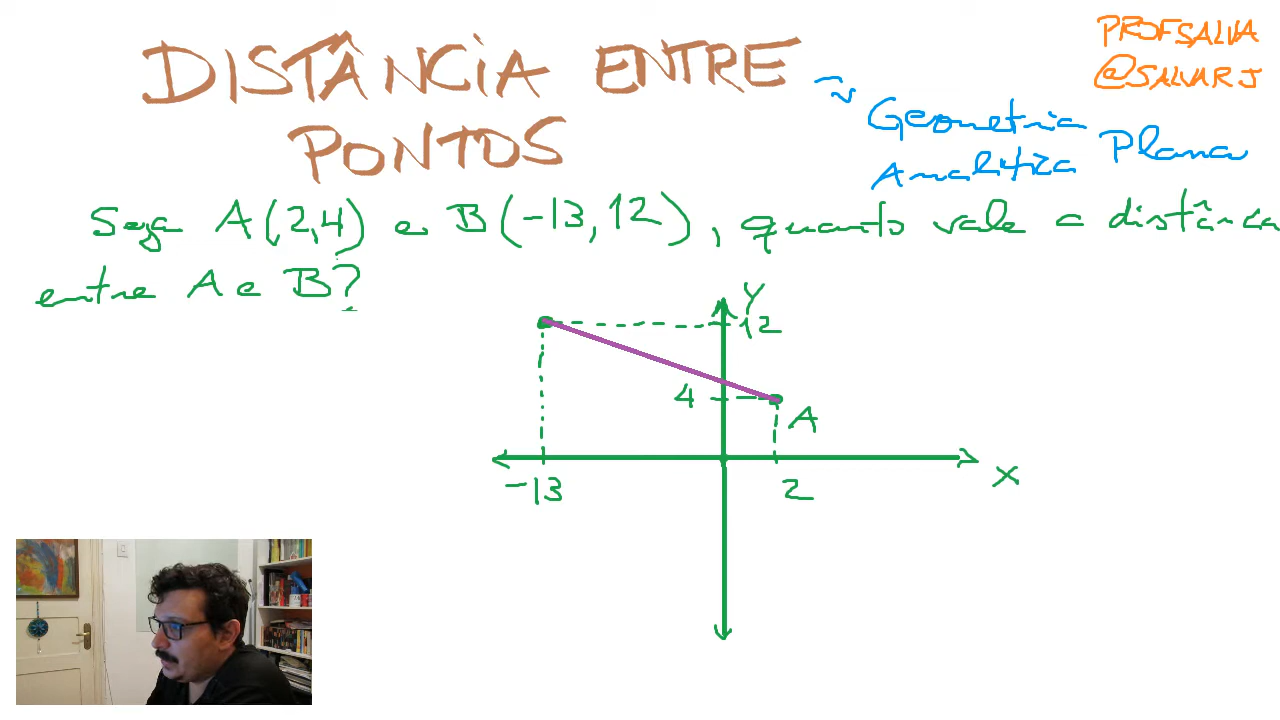 DISTÂNCIA ENTRE
PONTOS
PROFSALVA
@SALVARJ
Geometria
Analítica Plana
Seja A(2,4) e B(-13,12), quanto vale a distância
entre A e B?
Y
12
4
A
-13
2
X